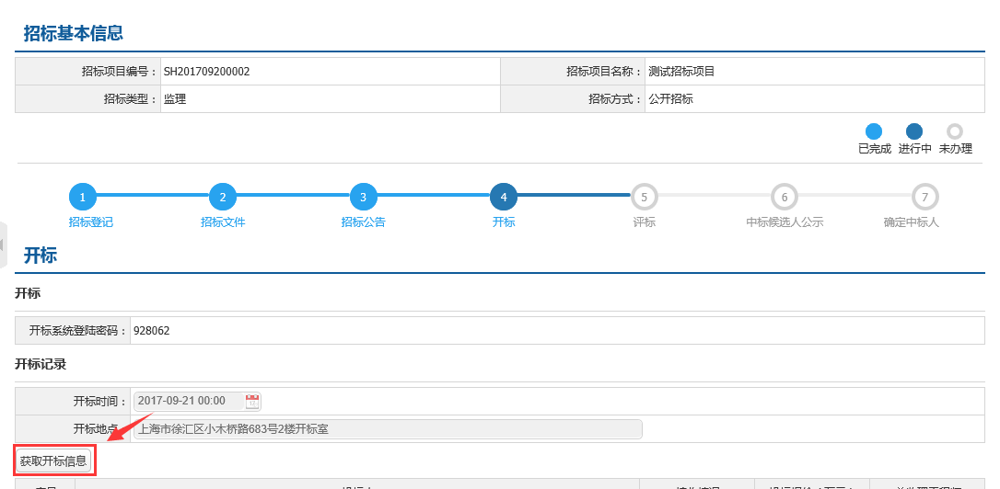 招标基本信息
招标项目编号： SH201709200002 招标项目名称： 测试招标项目
招标类型： 监理 招标方式： 公开招标
已完成 进行中 未办理
1 2 3 4 5 6 7
招标登记 招标文件 招标公告 开标 评标 中标候选人公示 确定中标人
开标
开标
开标系统登陆密码： 928062
开标记录
开标时间： 2017-09-21 00:00
开标地点 上海市徐汇区小木桥路683号2楼开标室
获取开标信息